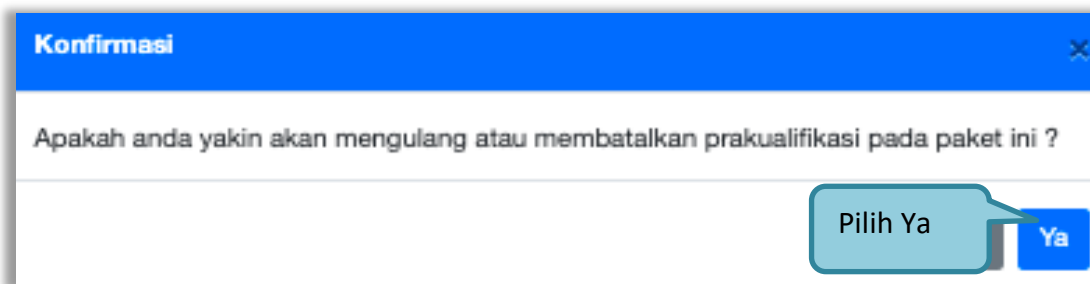 Konfirmasi ×
Apakah anda yakin akan mengulang atau membatalkan prakualifikasi pada paket ini ?
Pilih Ya
Ya